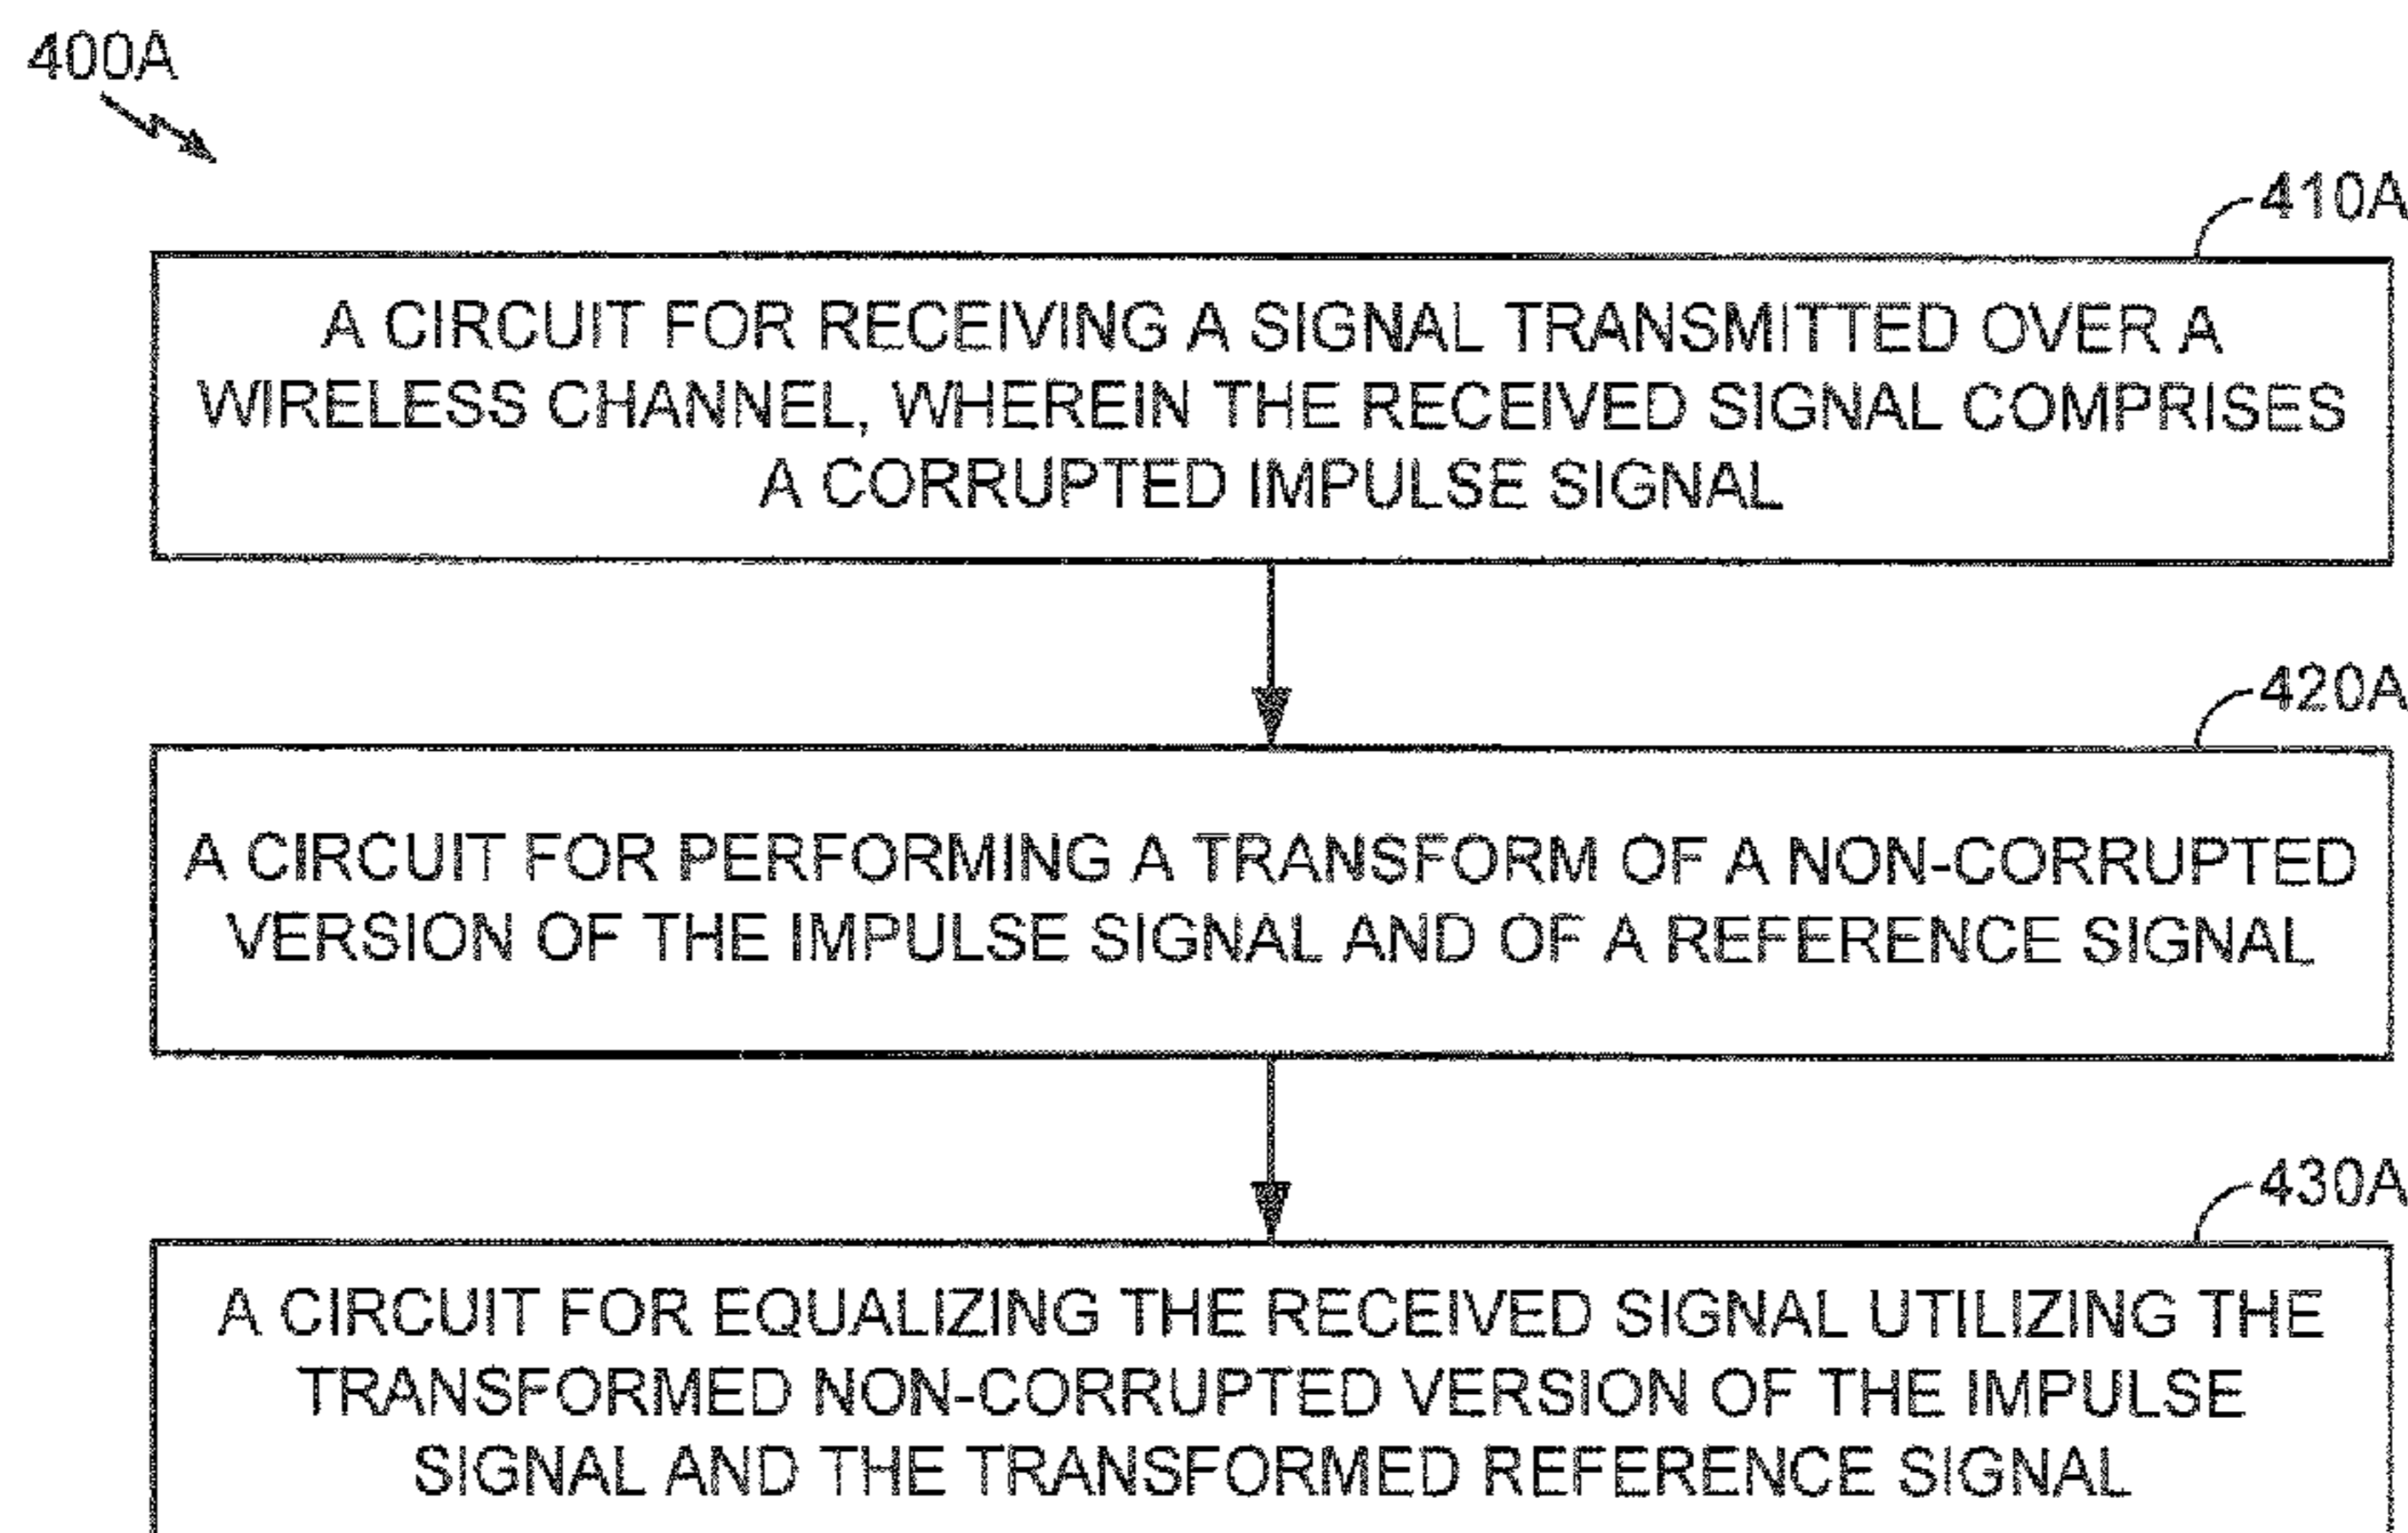 400A
410A
A CIRCUIT FOR RECEIVING A SIGNAL TRANSMITTED OVER A
WIRELESS CHANNEL, WHEREIN THE RECEIVED SIGNAL COMPRISES
A CORRUPTED IMPULSE SIGNAL
420A
A CIRCUIT FOR PERFORMING A TRANSFORM OF A NON-CORRUPTED
VERSION OF THE IMPULSE SIGNAL AND OF A REFERENCE SIGNAL
430A
A CIRCUIT FOR EQUALIZING THE RECEIVED SIGNAL UTILIZING THE
TRANSFORMED NON-CORRUPTED VERSION OF THE IMPULSE
SIGNAL AND THE TRANSFORMED REFERENCE SIGNAL